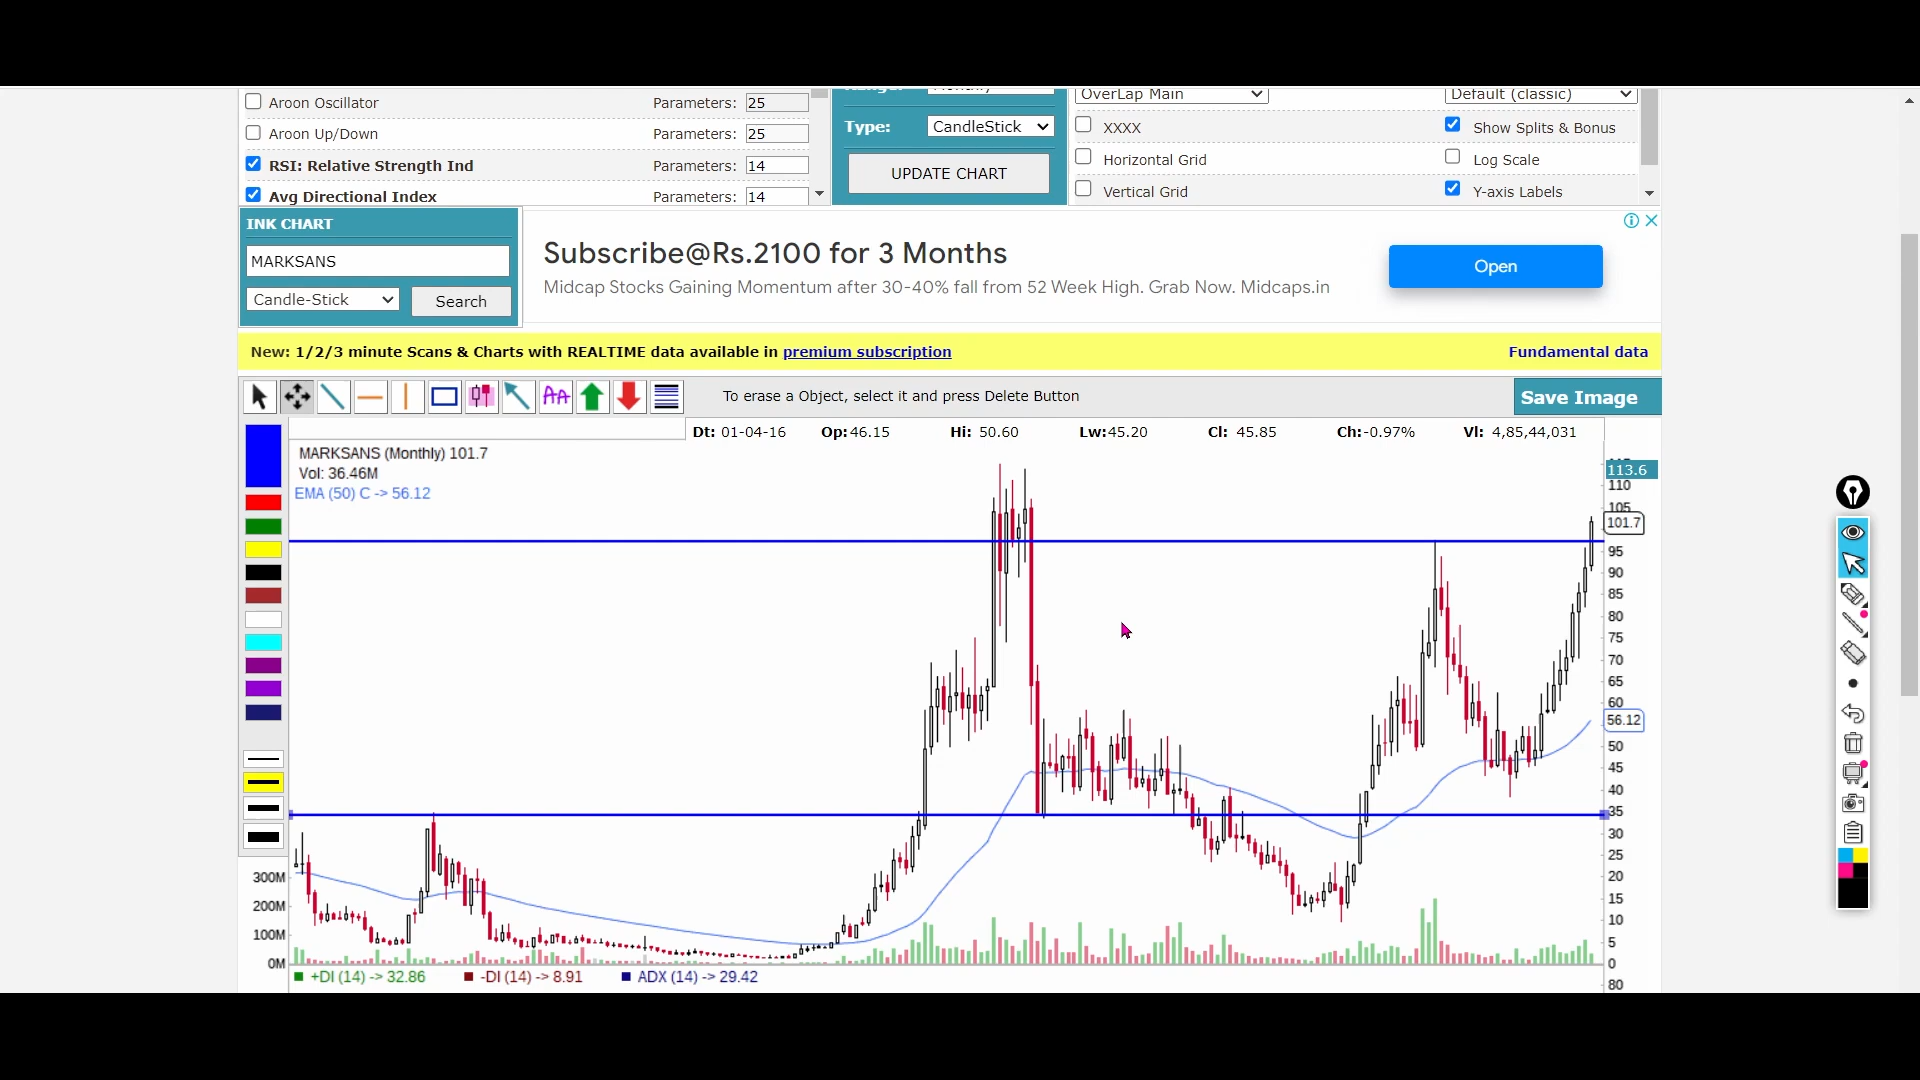 Aroon Oscillator Parameters: 25
Aroon Up/Down Parameters: 25
RSI: Relative Strength Ind Parameters: 14
Avg Directional Index Parameters: 14
Type: CandleStick
UPDATE CHART
OverLap Main Default (classic)
XXXX Show Splits & Bonus
Horizontal Grid Log Scale
Vertical Grid Y-axis Labels
INK CHART
MARKSANS
Candle-Stick Search
Subscribe@Rs.2100 for 3 Months
Midcap Stocks Gaining Momentum after 30-40% fall from 52 Week High. Grab Now. Midcaps.in
Open
New: 1/2/3 minute Scans & Charts with REALTIME data available in premium subscription Fundamental data
AA To erase a Object, select it and press Delete Button Save Image
Dt: 01-04-16 Op:46.15 Hi: 50.60 Lw:45.20 Cl: 45.85 Ch:-0.97% Vl: 4,85,44,031
MARKSANS (Monthly) 101.7
Vol: 36.46M
EMA (50) C -> 56.12
113.6
110
105
101.7
95
90
85
80
75
70
65
60
56.12
50
45
40
35
30
25
20
15
10
5
0
80
300M
200M
100M
0M
+DI (14) -> 32.86 -DI (14) -> 8.91 ADX (14) -> 29.42